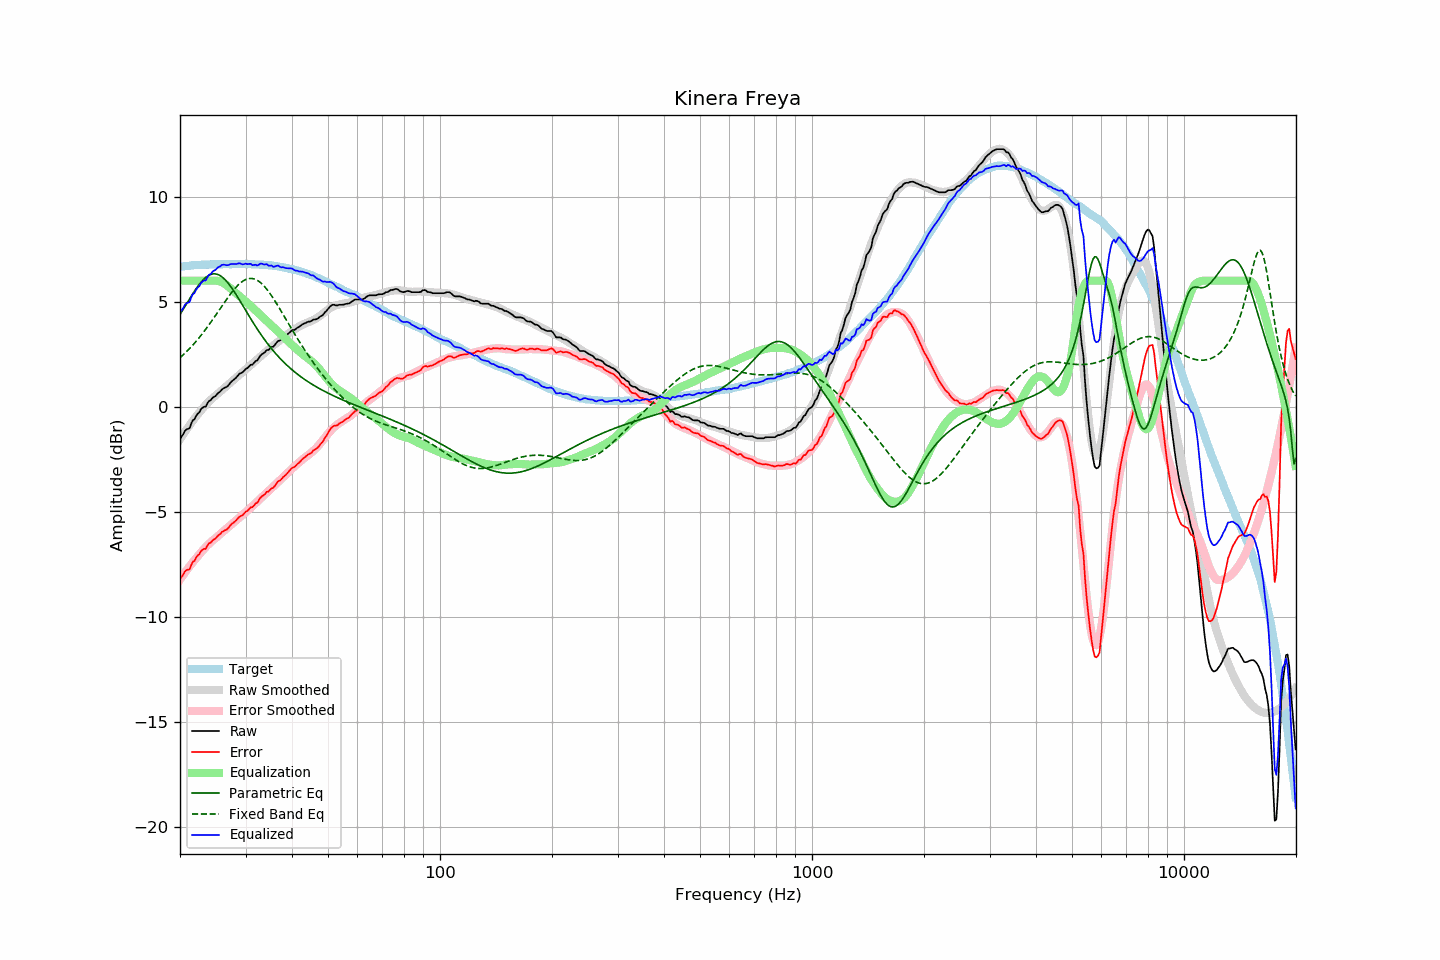 Kinera Freya
Amplitude (dBr)
10
5
0
−5
−10
−15
−20
Target
Raw Smoothed
Error Smoothed
Raw
Error
Equalization
Parametric Eq
Fixed Band Eq
Equalized
100
1000
10000
Frequency (Hz)